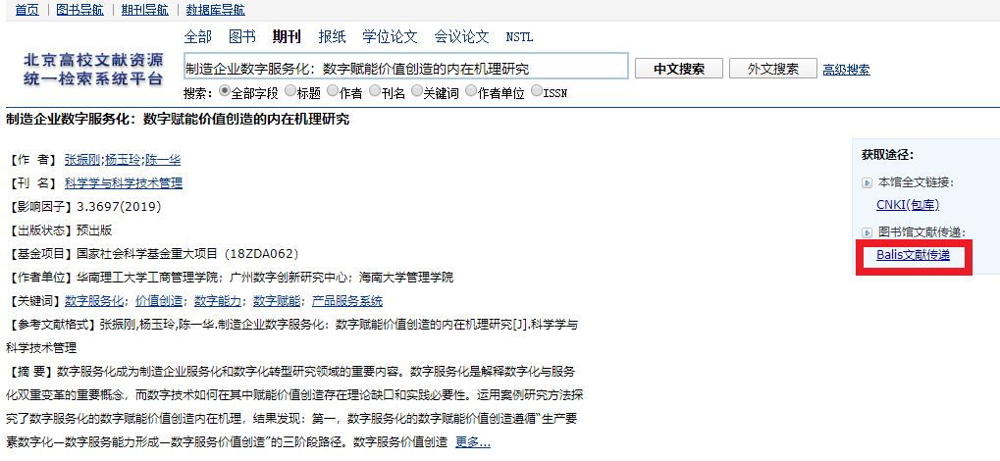 首页 | 图书导航 | 期刊导航 | 数据库导航
北京高校文献资源
统一检索系统平台
全部 图书 期刊 报纸 学位论文 会议论文 NSTL
制造企业数字服务化：数字赋能价值创造的内在机理研究 中文搜索 外文搜索 高级搜索
搜索：全部字段 标题 作者 刊名 关键词 作者单位 ISSN
制造企业数字服务化：数字赋能价值创造的内在机理研究
【作 者】 张振刚;杨玉玲;陈一华
【刊 名】 科学学与科学技术管理
【影响因子】3.3697(2019)
【出版状态】预出版
【基金项目】国家社会科学基金重大项目（18ZDA062）
【作者单位】华南理工大学工商管理学院; 广州数字创新研究中心; 海南大学管理学院
【关键词】数字服务化; 价值创造; 数字能力; 数字赋能; 产品服务系统
【参考文献格式】张振刚,杨玉玲,陈一华.制造企业数字服务化：数字赋能价值创造的内在机理研究[J].科学学与
科学技术管理
【摘 要】数字服务化成为制造企业服务化和数字化转型研究领域的重要内容。数字服务化是解释数字化与服务
化双重变革的重要概念，而数字技术如何在其中赋能价值创造存在理论缺口和实践必要性。运用案例研究方法探
究了数字服务化的数字赋能价值创造内在机理，结果发现：第一，数字服务化的数字赋能价值创造遵循“生产要
素数字化—数字服务能力形成—数字服务价值创造”的三阶段路径。数字服务价值创造 更多...
获取途径：
本馆全文链接：
CNKI(包库)
图书馆文献传递：
Balis文献传递